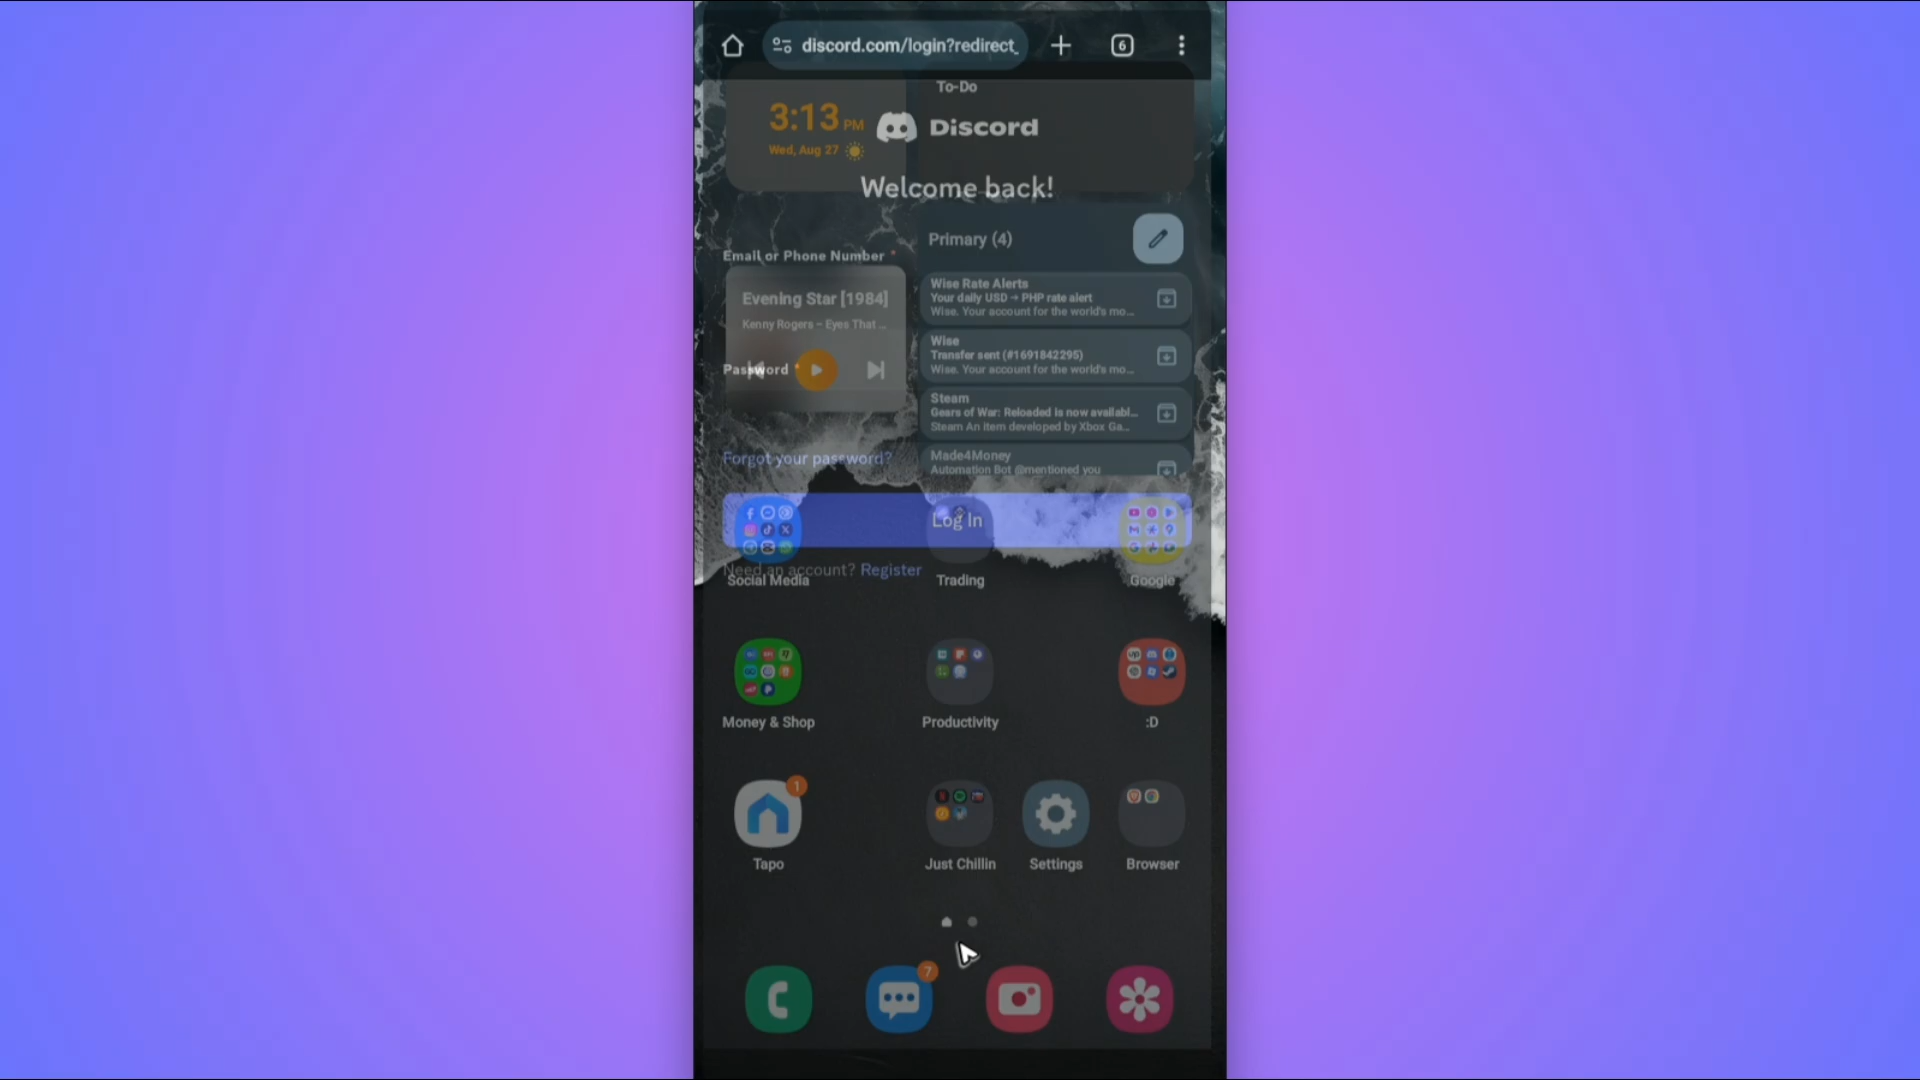 discord.com/login?redirect_
6
To-Do
3:13 PM
Wed, Aug 27
Discord
Welcome back!
Primary (4)
Email or Phone Number *
Wise Rate Alerts
Your daily USD → PHP rate alert
Wise. Your account for the world's mo...
Evening Star [1984]
Kenny Rogers – Eyes That ...
Wise
Transfer sent (#1691842295)
Wise. Your account for the world's mo...
Password *
Steam
Gears of War: Reloaded is now availabl...
Steam An item developed by Xbox Ga...
Forgot your password?
Made4Money
Automation Bot @mentioned you
Log In
Need an account? Register
Social Media
Trading
Google
Money & Shop
Productivity
:D
1
Tapo
Just Chillin
Settings
Browser
7